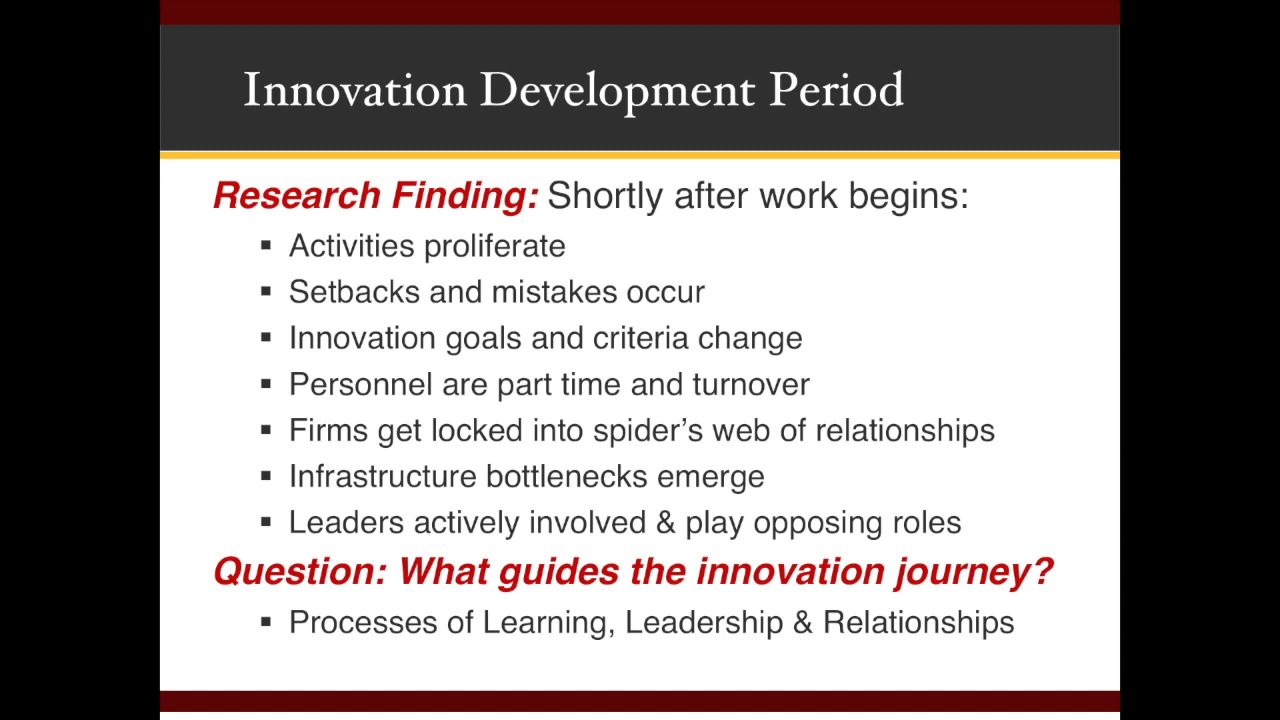 Innovation Development Period
Research Finding: Shortly after work begins:
▪ Activities proliferate
▪ Setbacks and mistakes occur
▪ Innovation goals and criteria change
▪ Personnel are part time and turnover
▪ Firms get locked into spider’s web of relationships
▪ Infrastructure bottlenecks emerge
▪ Leaders actively involved & play opposing roles
Question: What guides the innovation journey?
▪ Processes of Learning, Leadership & Relationships